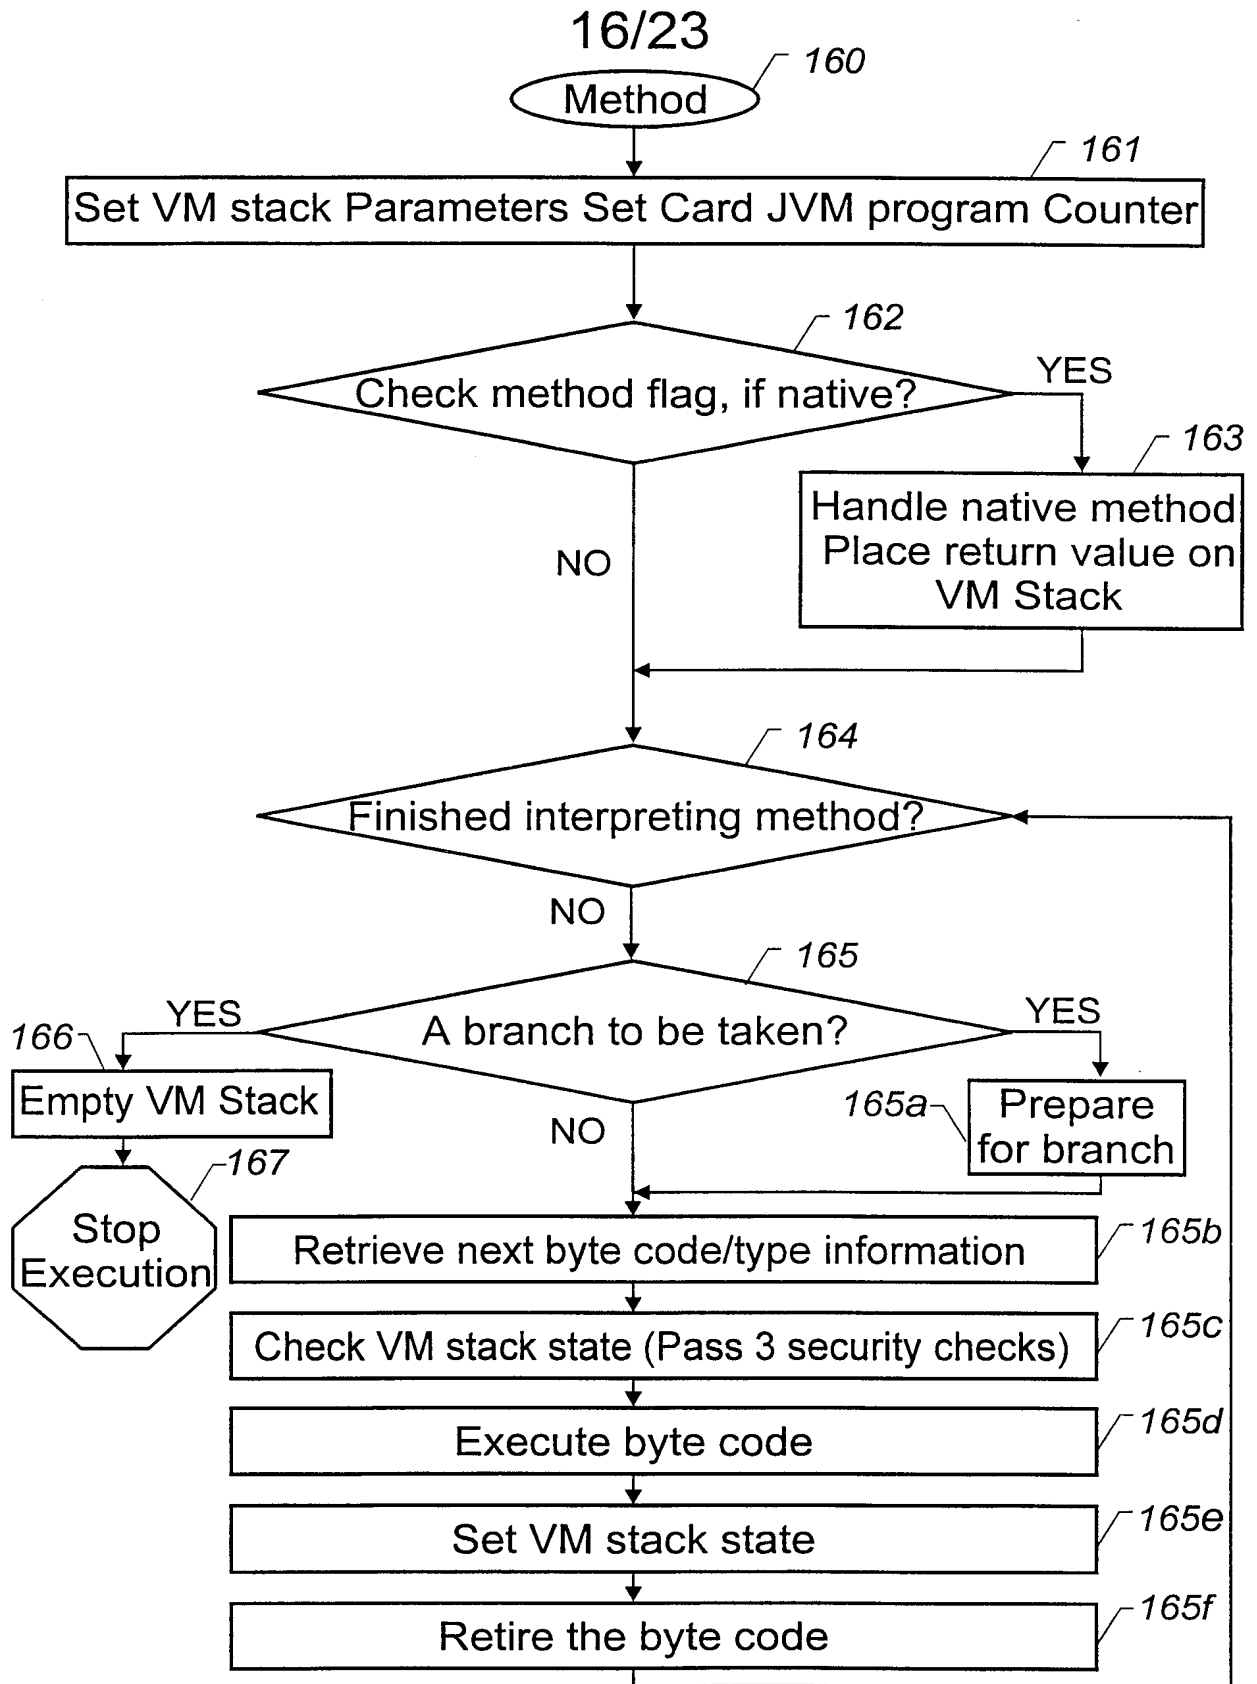 16/23
160
Method
161
Set VM stack Parameters Set Card JVM program Counter
162
Check method flag, if native?
YES
163
Handle native method
Place return value on
VM Stack
NO
164
Finished interpreting method?
NO
165
A branch to be taken?
YES
YES
166
Empty VM Stack
165a
Prepare
for branch
NO
167
Stop
Execution
165b
Retrieve next byte code/type information
165c
Check VM stack state (Pass 3 security checks)
165d
Execute byte code
165e
Set VM stack state
165f
Retire the byte code